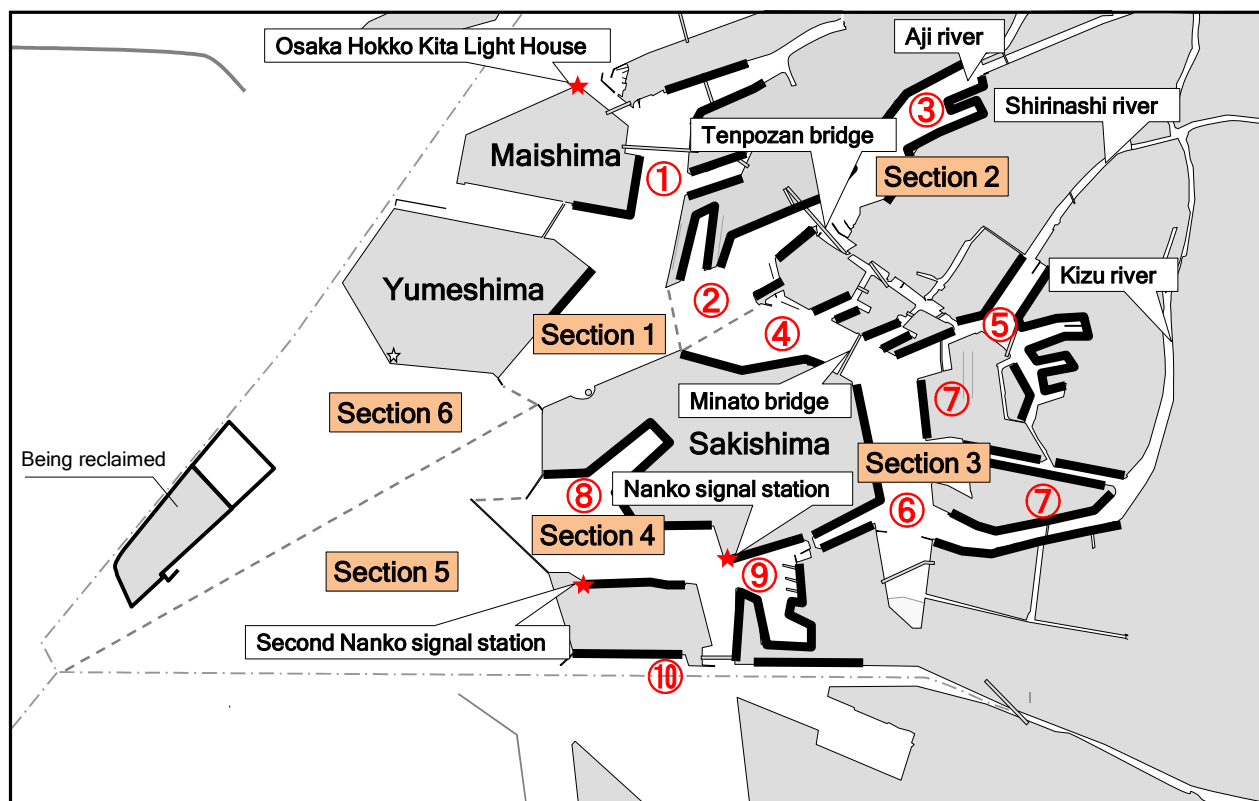 Osaka Hokko Kita Light House
Aji river
③
Shirinashi river
Tenpozan bridge
Maishima
①
Section 2
Kizu river
Yumeshima
②
Section 1
④
⑤
Minato bridge
⑦
Section 6
Sakishima
Being reclaimed
Section 3
Nanko signal station
⑧
⑥
⑦
Section 4
Section 5
⑨
Second Nanko signal station
⑩